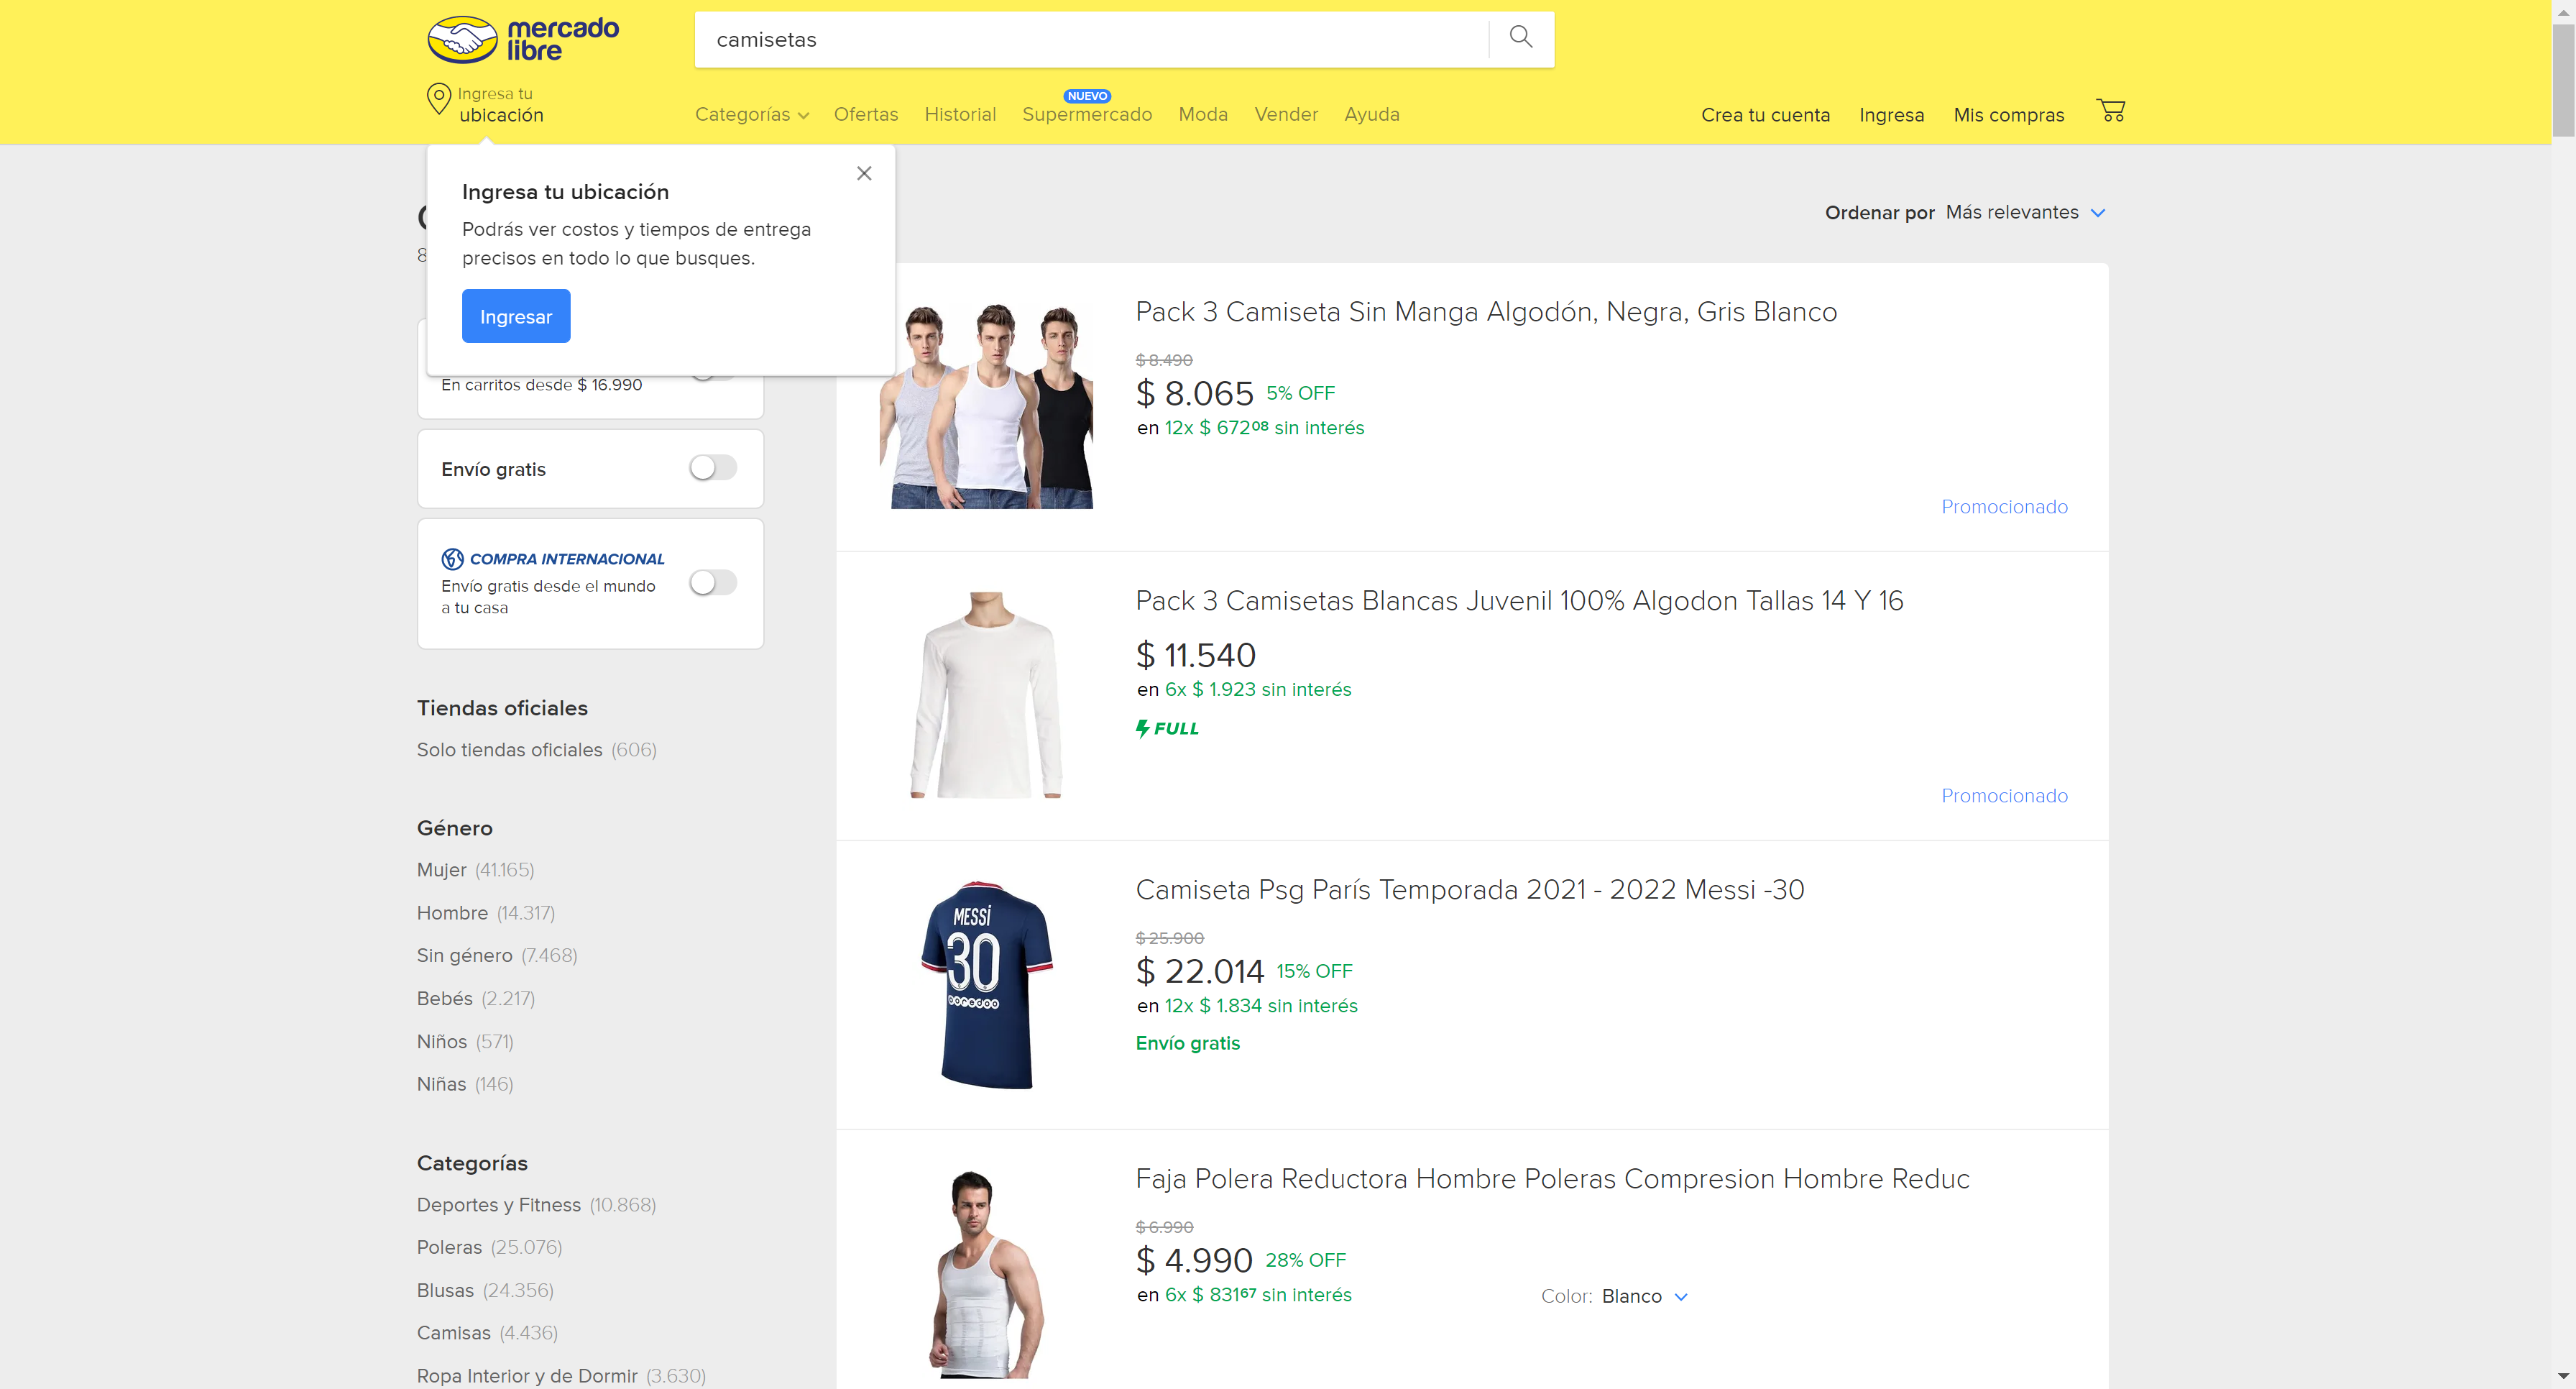 mercado
libre
camisetas
Ingresa tu
ubicación
Categorías
Ofertas
Historial
NUEVO
Supermercado
Moda
Vender
Ayuda
Crea tu cuenta
Ingresa
Mis compras
Ingresa tu ubicación
Podrás ver costos y tiempos de entrega
precisos en todo lo que busques.
Ingresar
Ordenar por Más relevantes
En carritos desde $ 16.990
Envío gratis
COMPRA INTERNACIONAL
Envío gratis desde el mundo
a tu casa
Tiendas oficiales
Solo tiendas oficiales (606)
Género
Mujer (41.165)
Hombre (14.317)
Sin género (7.468)
Bebés (2.217)
Niños (571)
Niñas (146)
Categorías
Deportes y Fitness (10.868)
Poleras (25.076)
Blusas (24.356)
Camisas (4.436)
Ropa Interior y de Dormir (3.630)
Pack 3 Camiseta Sin Manga Algodón, Negra, Gris Blanco
$ 8.490
$ 8.065 5% OFF
en 12x $ 672 08 sin interés
Promocionado
Pack 3 Camisetas Blancas Juvenil 100% Algodon Tallas 14 Y 16
$ 11.540
en 6x $ 1.923 sin interés
FULL
Promocionado
MESSI
30
ooredoo
Camiseta Psg París Temporada 2021 - 2022 Messi -30
$ 25.900
$ 22.014 15% OFF
en 12x $ 1.834 sin interés
Envío gratis
Faja Polera Reductora Hombre Poleras Compresion Hombre Reduc
$ 6.990
$ 4.990 28% OFF
en 6x $ 831 67 sin interés
Color: Blanco